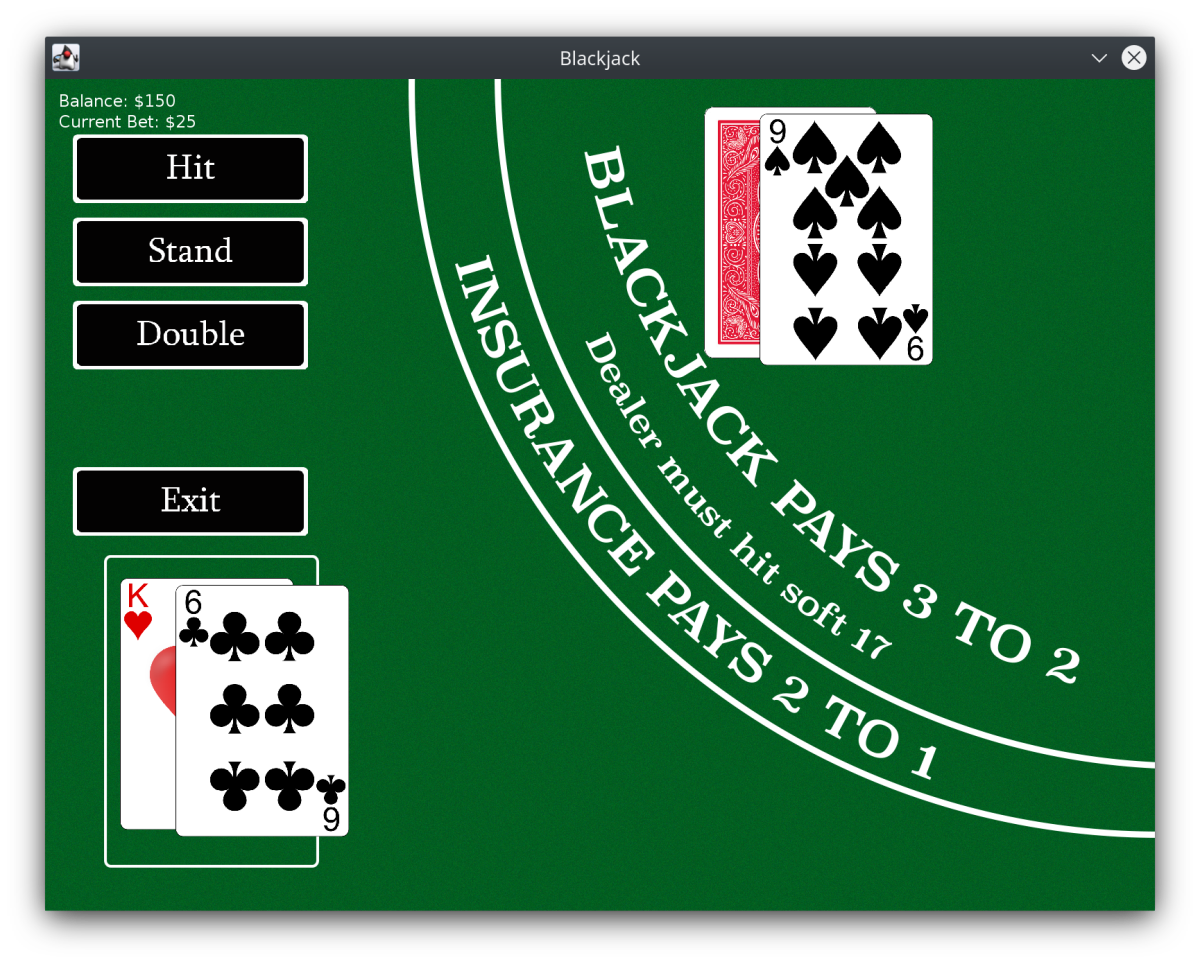 Blackjack
Balance: $150
Current Bet: $25
Hit
Stand
Double
Exit
9
9
BLACKJACK PAYS 3 TO 2
Dealer must hit soft 17
INSURANCE PAYS 2 TO 1
K
6
6